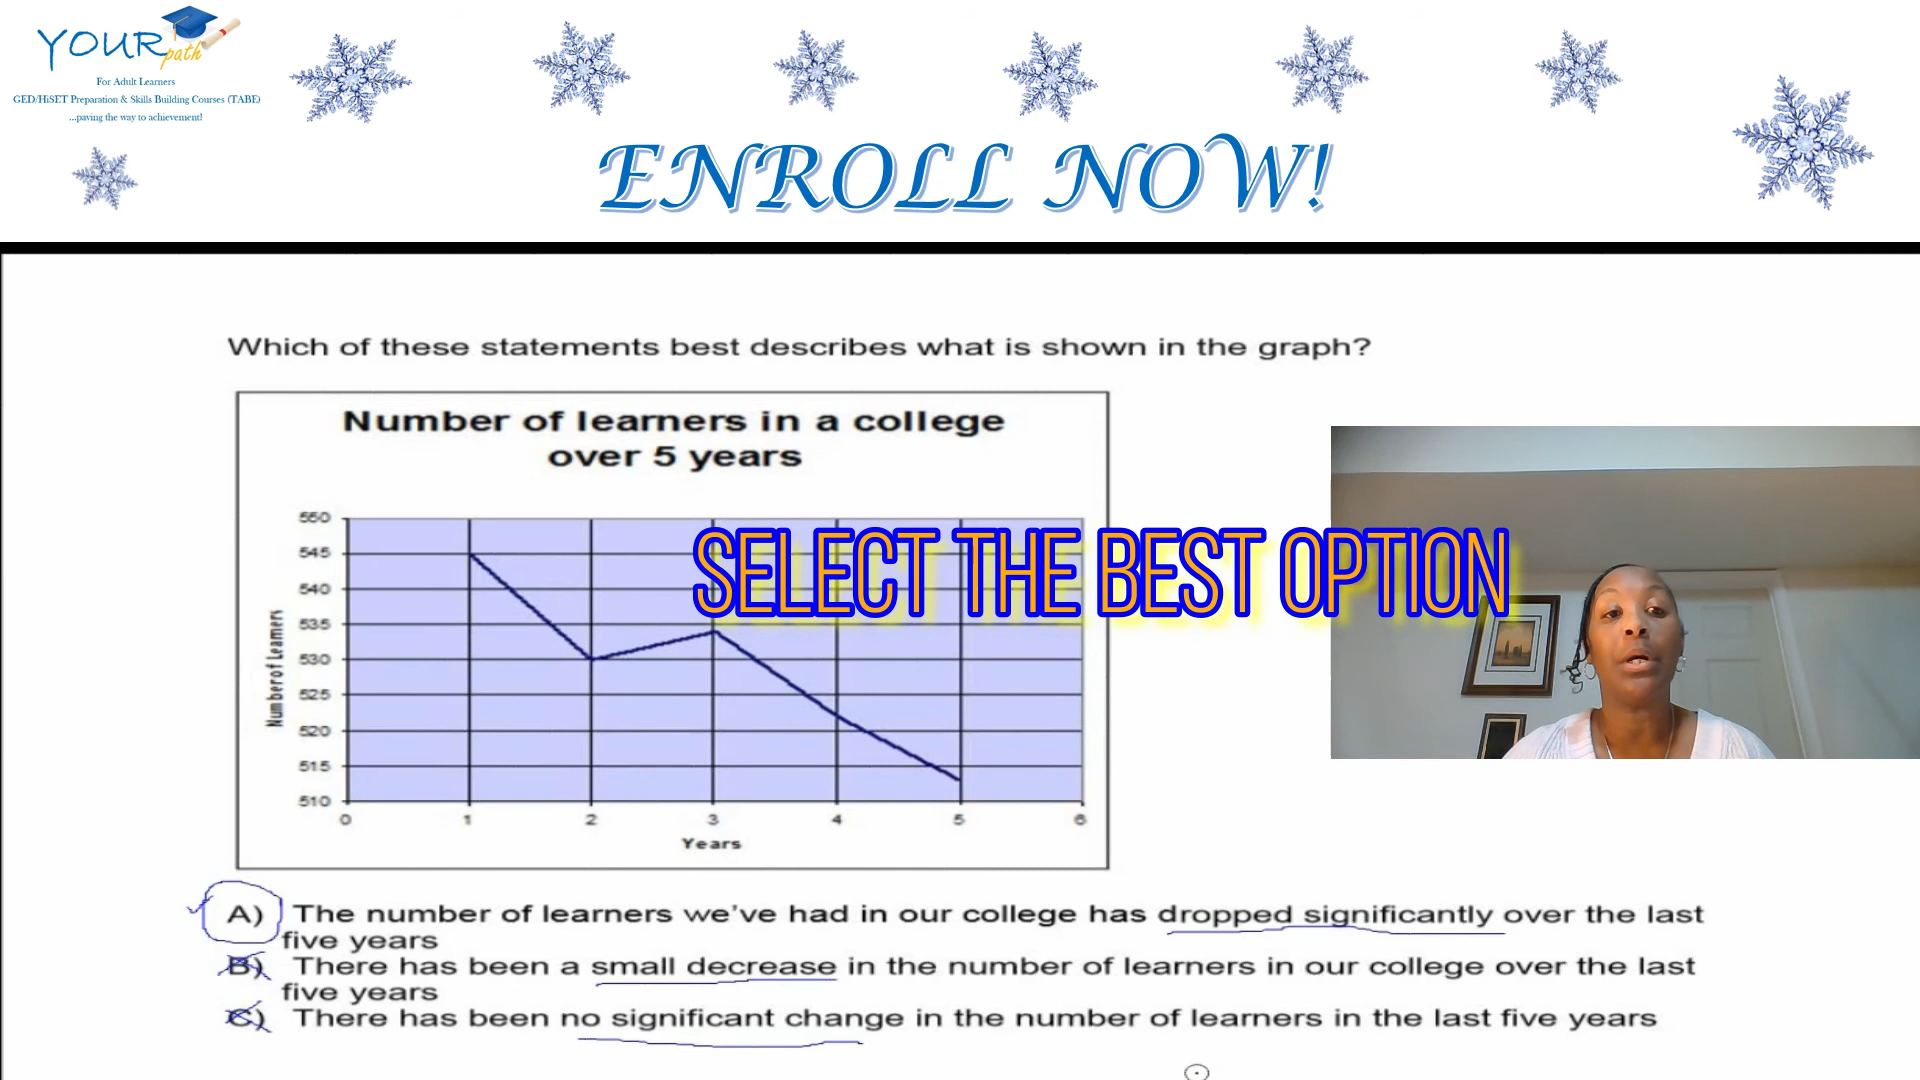 YOUR
path
For Adult Learners
GED/HiSET Preparation & Skills Building Courses (TABE)
...paving the way to achievement!
ENROLL NOW!
Which of these statements best describes what is shown in the graph?
Number of learners in a college
over 5 years
550
545
540
535
530
525
520
515
510
Number of Learners
0 1 2 3 4 5 6
Years
SELECT THE BEST OPTION
A) The number of learners we've had in our college has dropped significantly over the last
five years
B) There has been a small decrease in the number of learners in our college over the last
five years
C) There has been no significant change in the number of learners in the last five years